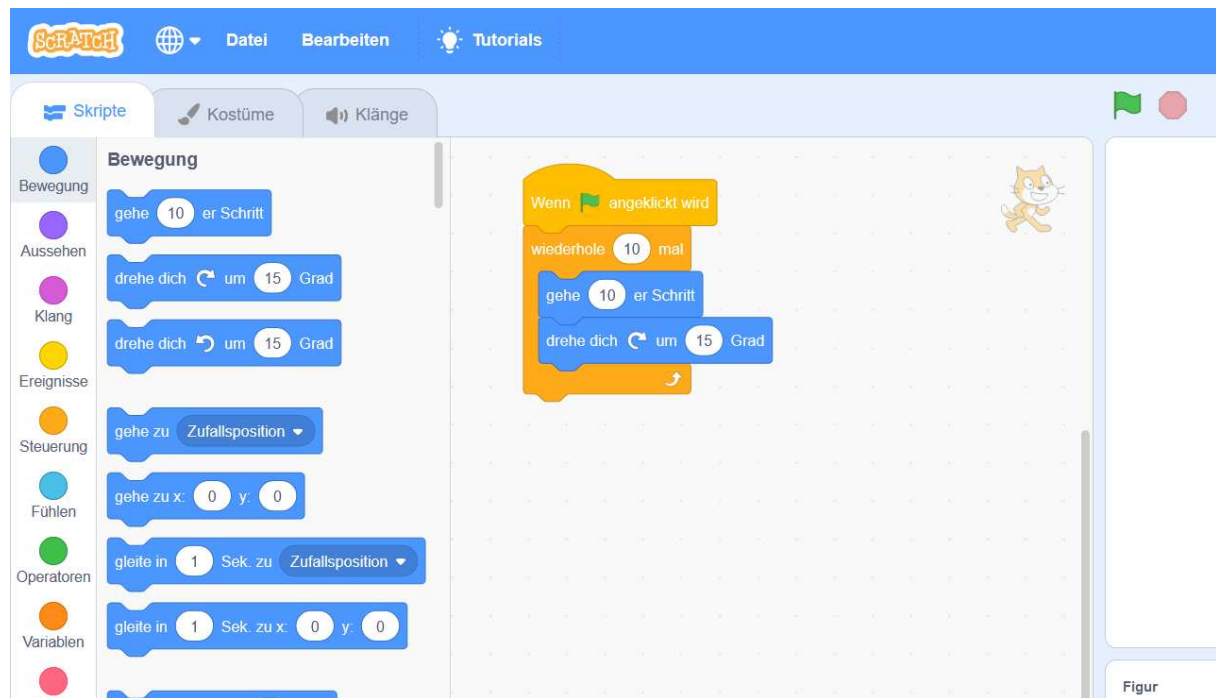 SCRATCH Datei Bearbeiten Tutorials
Skripte Kostüme Klänge
Bewegung
Aussehen
Klang
Ereignisse
Steuerung
Fühlen
Operatoren
Variablen
Bewegung
gehe 10 er Schritt
drehe dich um 15 Grad
drehe dich um 15 Grad
gehe zu Zufallsposition
gehe zu x: 0 y: 0
gleite in 1 Sek. zu Zufallsposition
gleite in 1 Sek. zu x: 0 y: 0
Wenn angeklickt wird
wiederhole 10 mal
gehe 10 er Schritt
drehe dich um 15 Grad
Figur